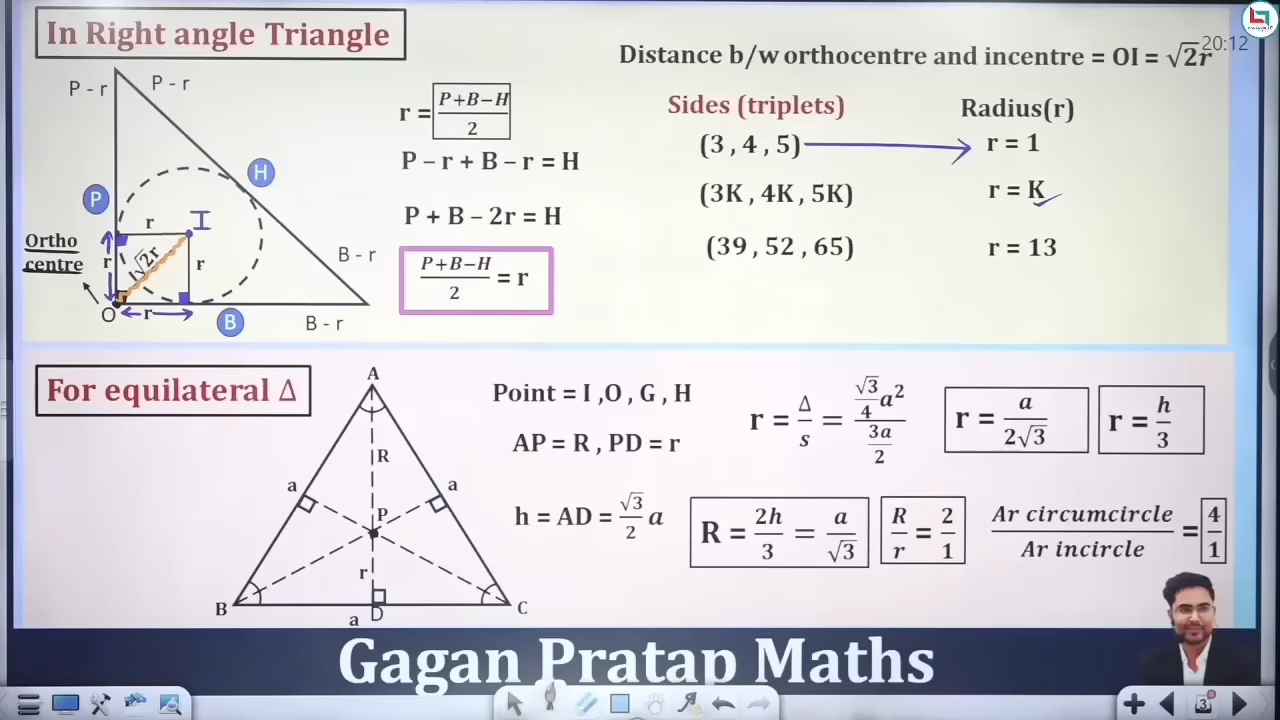 In Right angle Triangle
20:12
Distance b/w orthocentre and incentre = OI = √2r
P - r
P - r
P
H
r
I
Ortho
centre
r
√2r
r
B - r
O
r
B
B - r
r = P+B−H / 2
P − r + B − r = H
P + B − 2r = H
P+B−H / 2 = r
Sides (triplets)
Radius(r)
(3 , 4 , 5)
r = 1
(3K , 4K , 5K)
r = K
(39 , 52 , 65)
r = 13
For equilateral Δ
A
R
a
a
P
r
B
C
a
D
Point = I ,O , G , H
AP = R , PD = r
h = AD = √3/2 a
r = Δ/s = (√3/4 a²)/(3a/2)
r = a/2√3
r = h/3
R = 2h/3 = a/√3
R/r = 2/1
Ar circumcircle / Ar incircle = 4/1
Gagan Pratap Maths
3
0